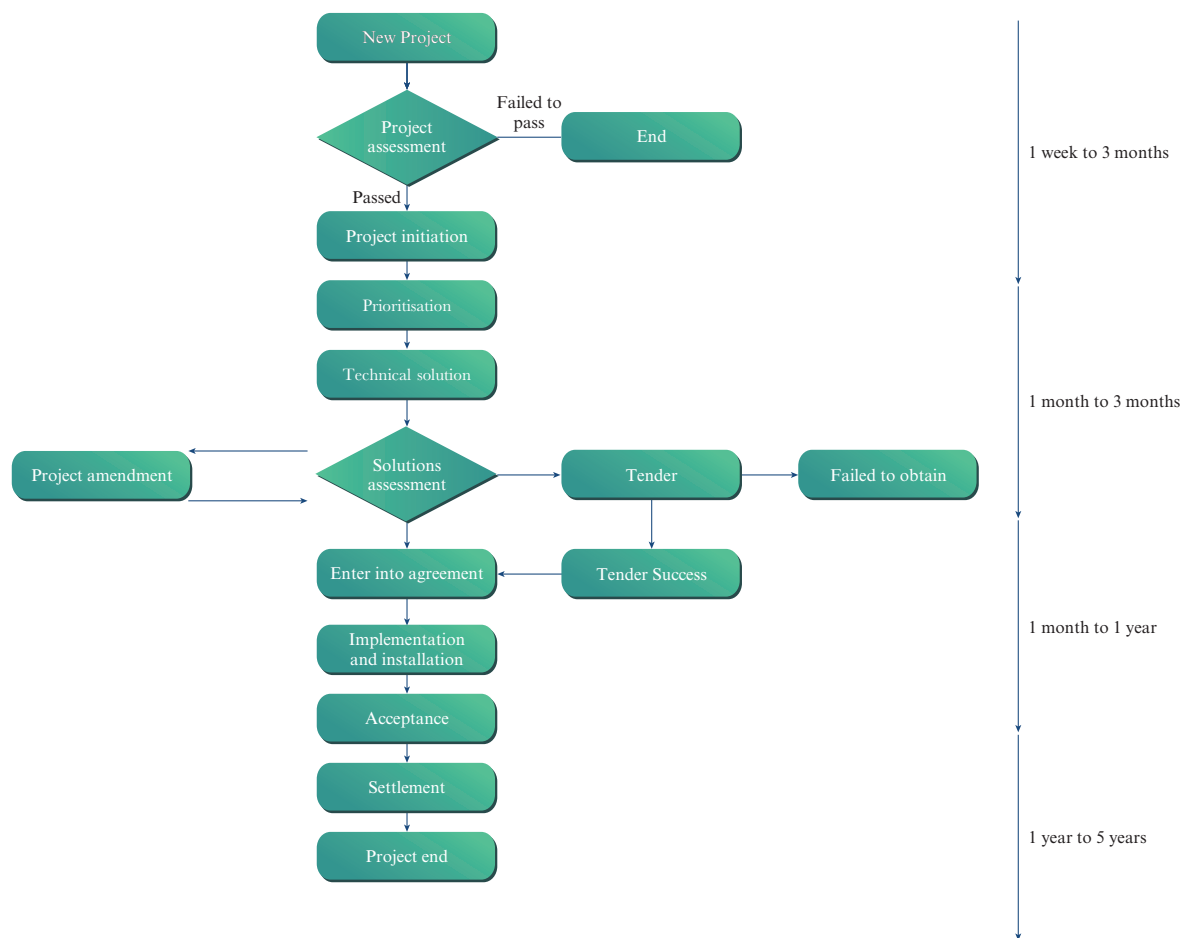 New Project
Failed to
pass
Project
assessment
End
1 week to 3 months
Passed
Project initiation
Prioritisation
Technical solution
1 month to 3 months
Project amendment
Solutions
assessment
Tender
Failed to obtain
Enter into agreement
Tender Success
1 month to 1 year
Implementation
and installation
Acceptance
Settlement
1 year to 5 years
Project end